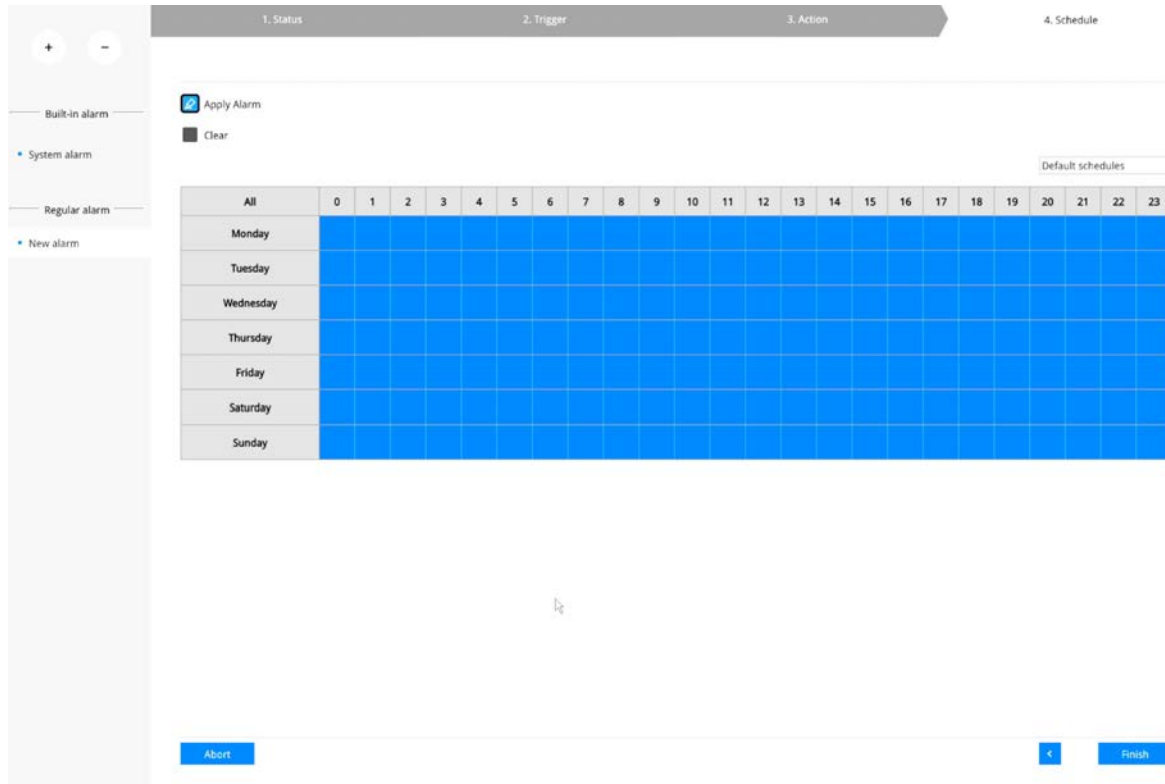 1. Status 2. Trigger 3. Action 4. Schedule
+ −
Built-in alarm
System alarm
Regular alarm
New alarm
Apply Alarm
Clear
Default schedules
All 0 1 2 3 4 5 6 7 8 9 10 11 12 13 14 15 16 17 18 19 20 21 22 23
Monday
Tuesday
Wednesday
Thursday
Friday
Saturday
Sunday
Abort < Finish